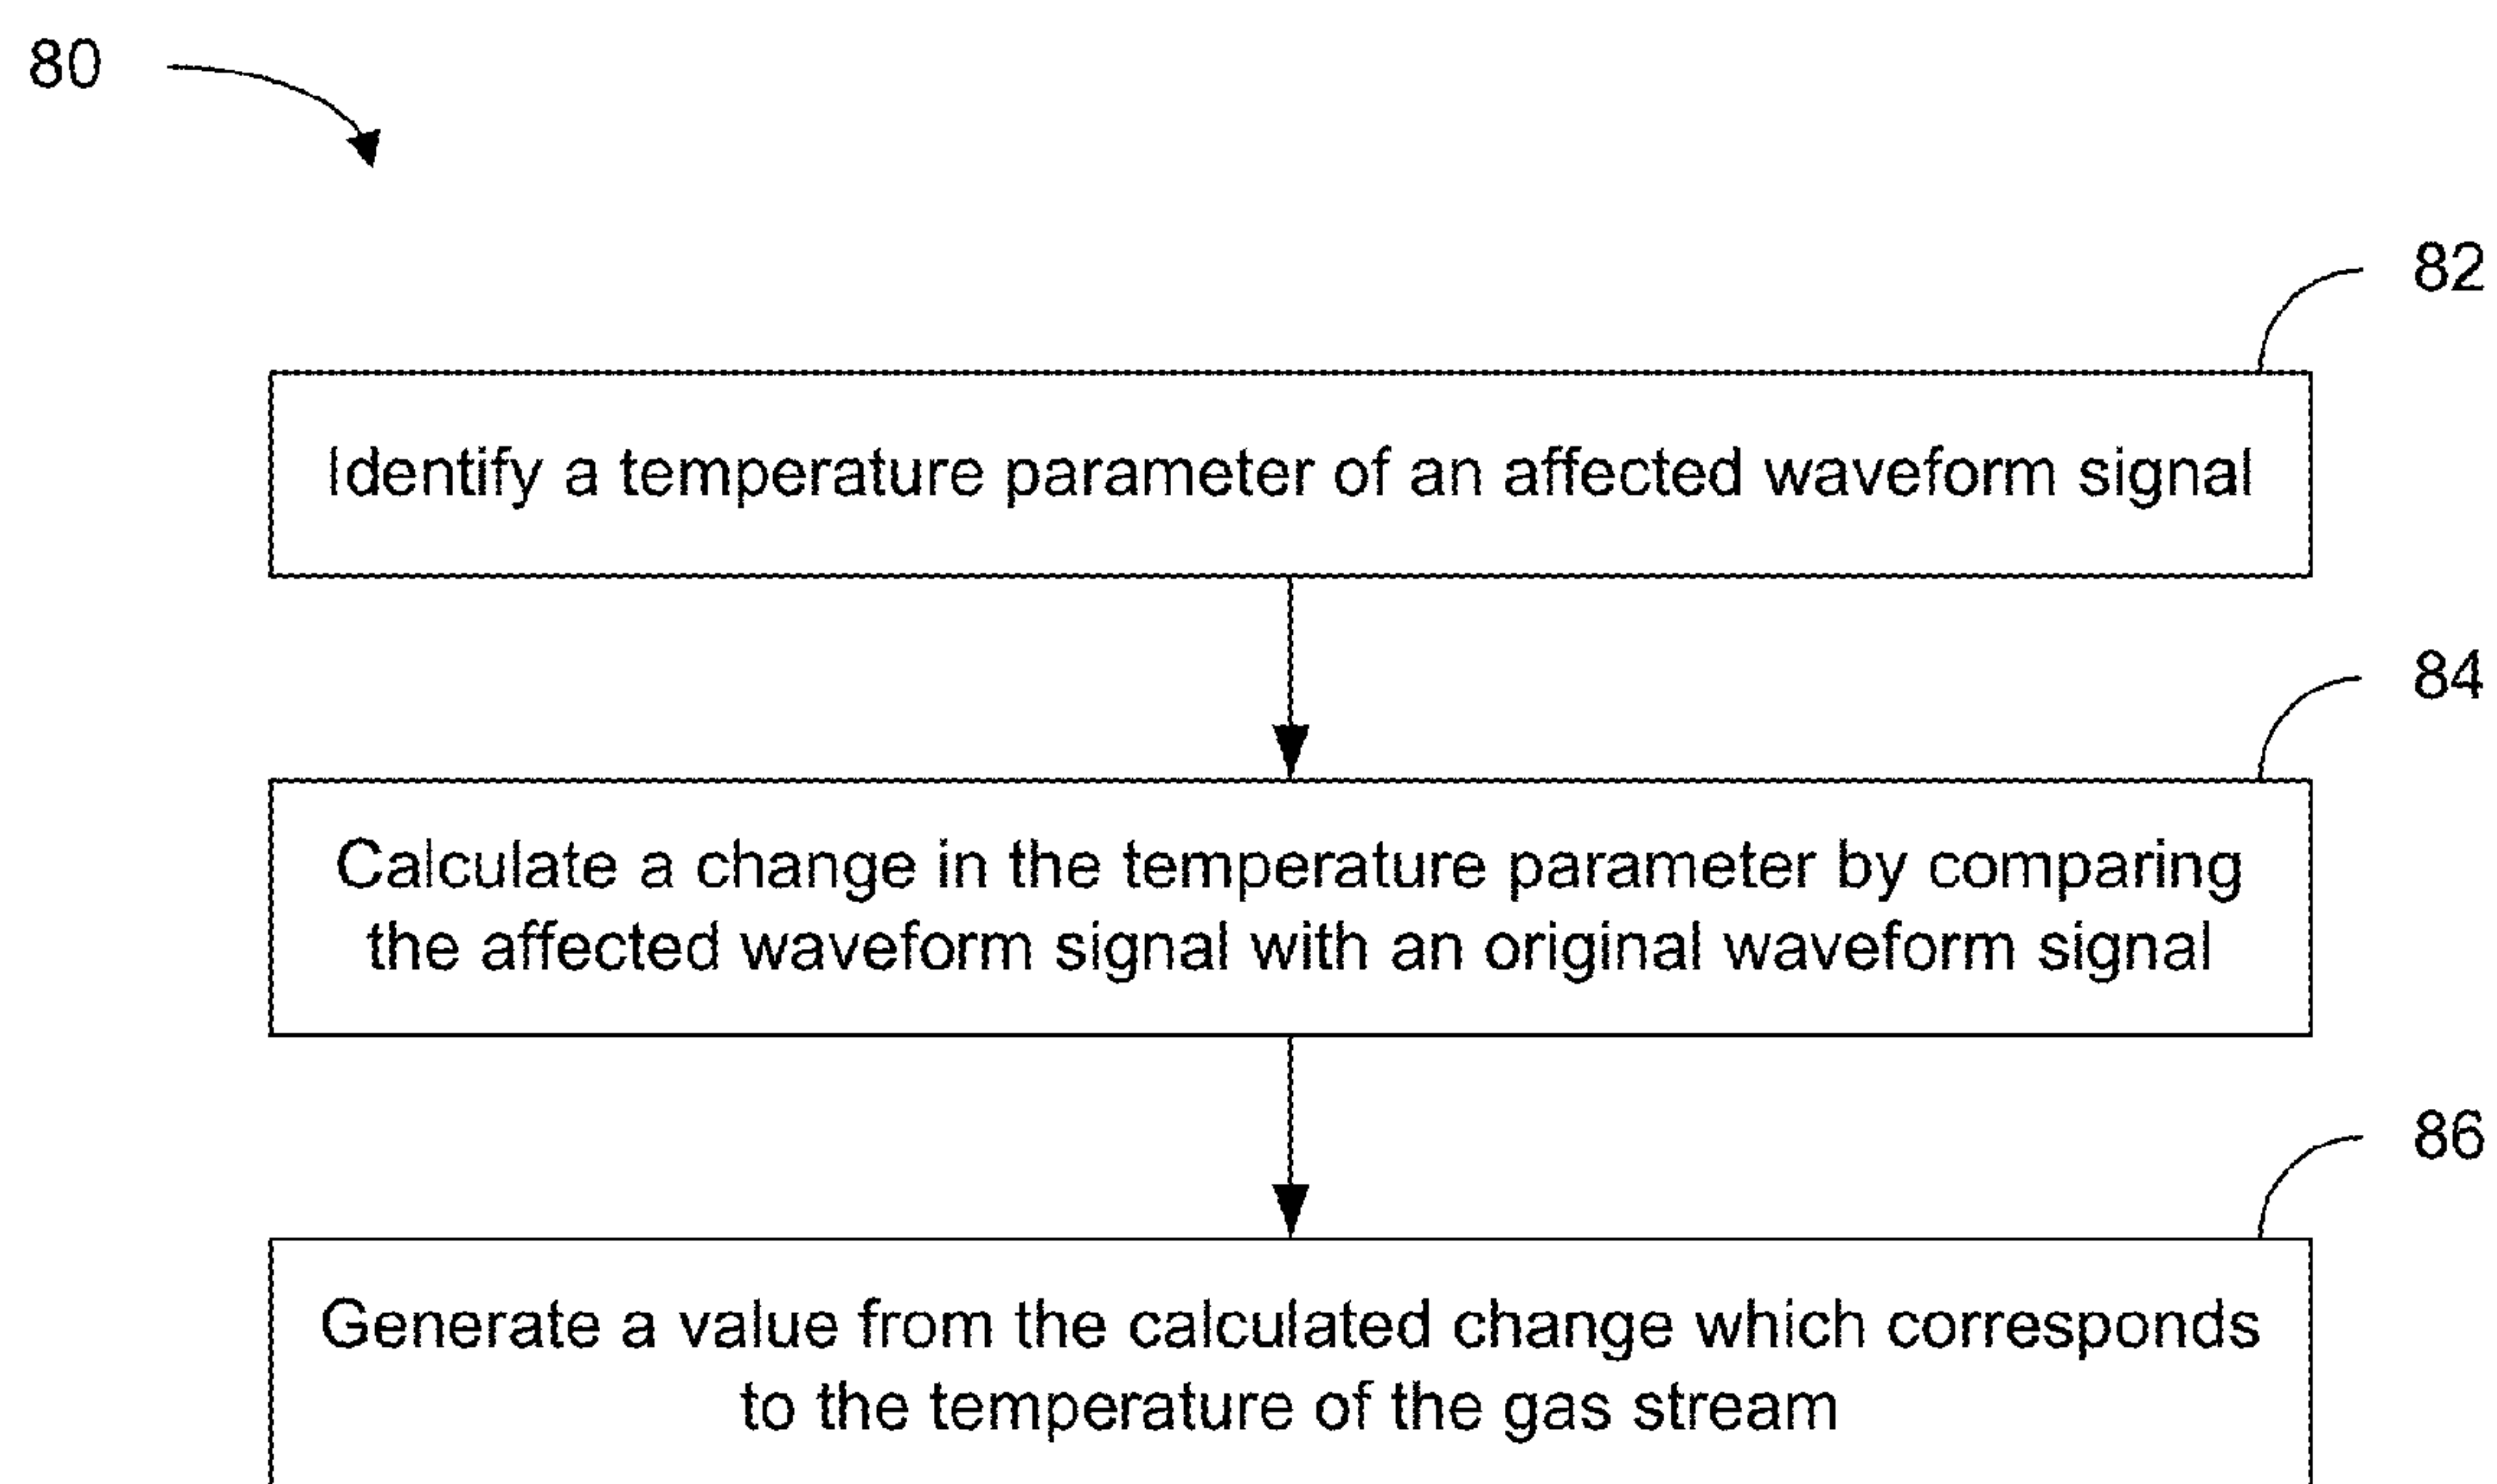 80
82
Identify a temperature parameter of an affected waveform signal
84
Calculate a change in the temperature parameter by comparing
the affected waveform signal with an original waveform signal
86
Generate a value from the calculated change which corresponds
to the temperature of the gas stream